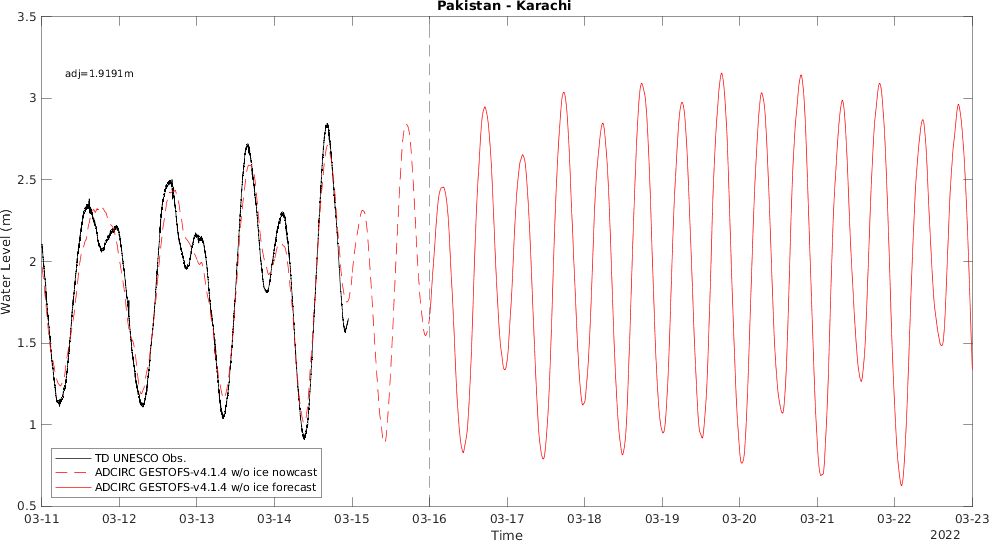 Pakistan - Karachi
3.5
3
2.5
2
1.5
1
0.5
Water Level (m)
adj=1.9191m
TD UNESCO Obs.
ADCIRC GESTOFS-v4.1.4 w/o ice nowcast
ADCIRC GESTOFS-v4.1.4 w/o ice forecast
03-11 03-12 03-13 03-14 03-15 03-16 03-17 03-18 03-19 03-20 03-21 03-22 03-23
Time
2022